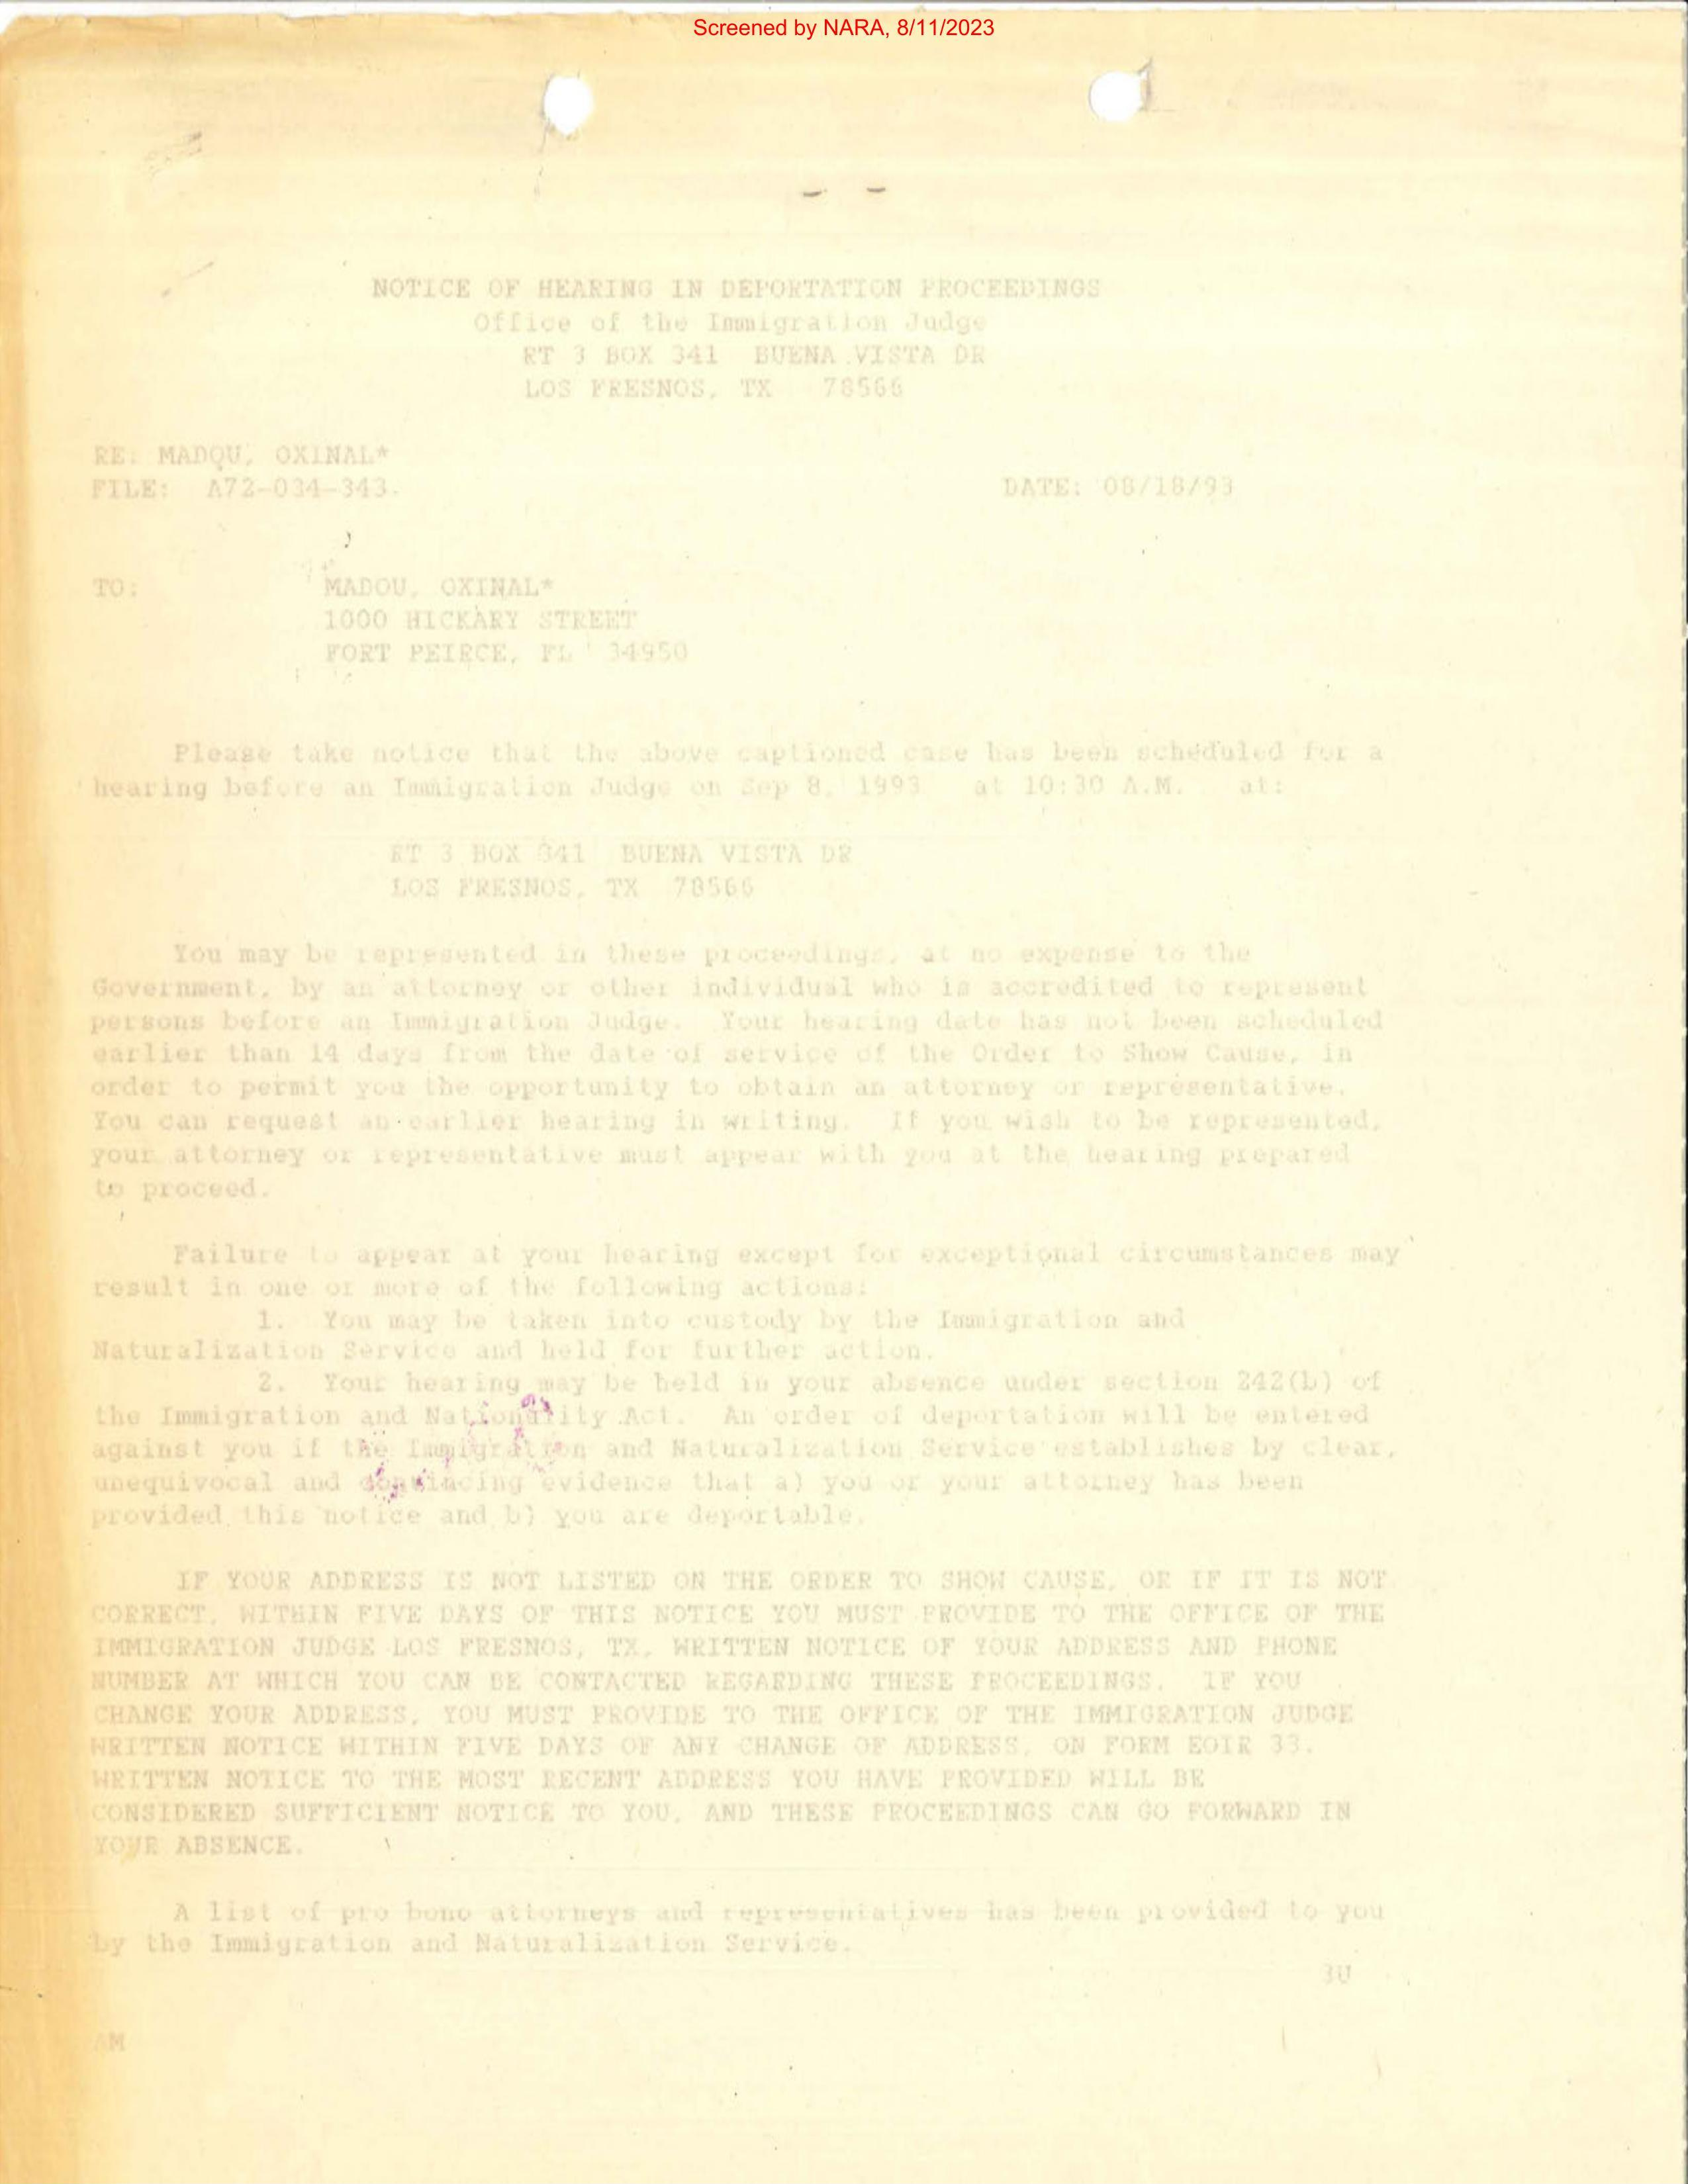 Screened by NARA, 8/11/2023
NOTICE OF HEARING IN DEPORTATION PROCEEDINGS
Office of the Immigration Judge
RT 3 BOX 341 BUENA VISTA DR
LOS FRESNOS, TX 78566
RE: MADOU, OXINAL*
FILE: A72-034-343
DATE: 08/18/93
TO: MADOU, OXINAL*
1000 HICKARY STREET
FORT PEIRCE, FL 34950
Please take notice that the above captioned case has been scheduled for a
hearing before an Immigration Judge on Sep 8, 1993 at 10:30 A.M. at:
RT 3 BOX 341 BUENA VISTA DR
LOS FRESNOS, TX 78566
You may be represented in these proceedings, at no expense to the
Government, by an attorney or other individual who is accredited to represent
persons before an Immigration Judge. Your hearing date has not been scheduled
earlier than 14 days from the date of service of the Order to Show Cause, in
order to permit you the opportunity to obtain an attorney or representative.
You can request an earlier hearing in writing. If you wish to be represented,
your attorney or representative must appear with you at the hearing prepared
to proceed.
Failure to appear at your hearing except for exceptional circumstances may
result in one or more of the following actions:
1. You may be taken into custody by the Immigration and
Naturalization Service and held for further action.
2. Your hearing may be held in your absence under section 242(b) of
the Immigration and Nationality Act. An order of deportation will be entered
against you if the Immigration and Naturalization Service establishes by clear,
unequivocal and convincing evidence that a) you or your attorney has been
provided this notice and b) you are deportable.
IF YOUR ADDRESS IS NOT LISTED ON THE ORDER TO SHOW CAUSE, OR IF IT IS NOT
CORRECT, WITHIN FIVE DAYS OF THIS NOTICE YOU MUST PROVIDE TO THE OFFICE OF THE
IMMIGRATION JUDGE LOS FRESNOS, TX, WRITTEN NOTICE OF YOUR ADDRESS AND PHONE
NUMBER AT WHICH YOU CAN BE CONTACTED REGARDING THESE PROCEEDINGS. IF YOU
CHANGE YOUR ADDRESS, YOU MUST PROVIDE TO THE OFFICE OF THE IMMIGRATION JUDGE
WRITTEN NOTICE WITHIN FIVE DAYS OF ANY CHANGE OF ADDRESS, ON FORM EOIR 33.
WRITTEN NOTICE TO THE MOST RECENT ADDRESS YOU HAVE PROVIDED WILL BE
CONSIDERED SUFFICIENT NOTICE TO YOU, AND THESE PROCEEDINGS CAN GO FORWARD IN
YOUR ABSENCE.
A list of pro bono attorneys and representatives has been provided to you
by the Immigration and Naturalization Service.
3U
AM